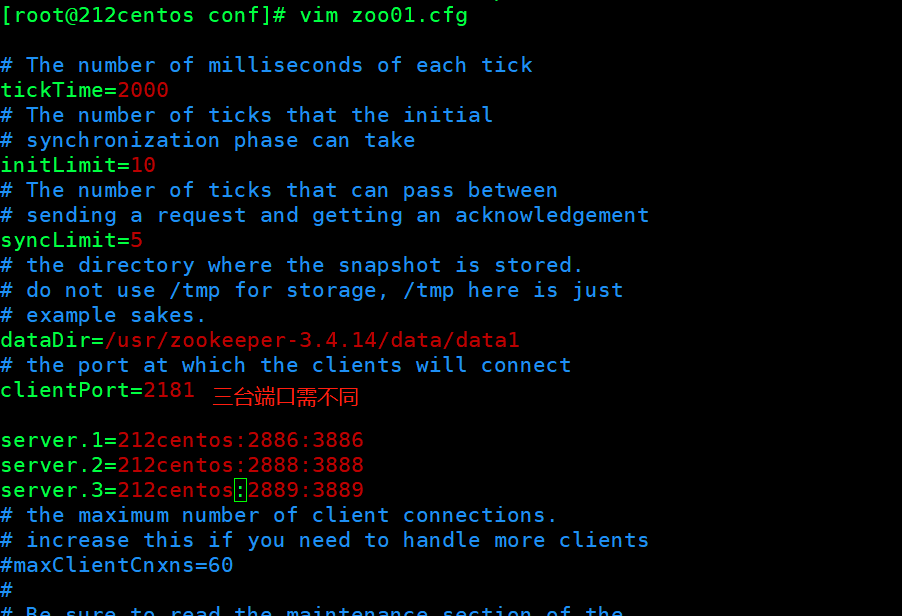 [root@212centos conf]# vim zoo01.cfg
# The number of milliseconds of each tick
tickTime=2000
# The number of ticks that the initial
# synchronization phase can take
initLimit=10
# The number of ticks that can pass between
# sending a request and getting an acknowledgement
syncLimit=5
# the directory where the snapshot is stored.
# do not use /tmp for storage, /tmp here is just
# example sakes.
dataDir=/usr/zookeeper-3.4.14/data/data1
# the port at which the clients will connect
clientPort=2181 三台端口需不同
server.1=212centos:2886:3886
server.2=212centos:2888:3888
server.3=212centos:2889:3889
# the maximum number of client connections.
# increase this if you need to handle more clients
#maxClientCnxns=60
#
# Be sure to read the maintenance section of the